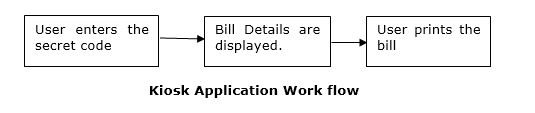 User enters the
secret code
Bill Details are
displayed.
User prints the
bill
Kiosk Application Work flow